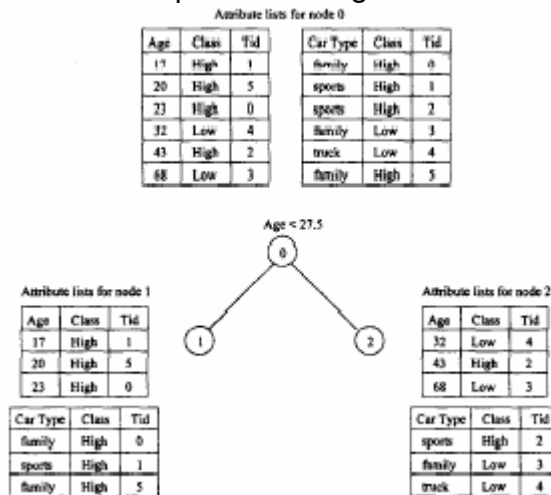 Attribute lists for node 0
Age Class Tid Car Type Class Tid
17 High 1 family High 0
20 High 5 sports High 1
23 High 0 sports High 2
32 Low 4 family Low 3
43 High 2 truck Low 4
68 Low 3 family High 5
Age < 27.5
0
Attribute lists for node 1
Attribute lists for node 2
1
2
Age Class Tid
17 High 1
20 High 5
23 High 0
Age Class Tid
32 Low 4
43 High 2
68 Low 3
Car Type Class Tid
family High 0
sports High 1
family High 5
Car Type Class Tid
sports High 2
family Low 3
truck Low 4